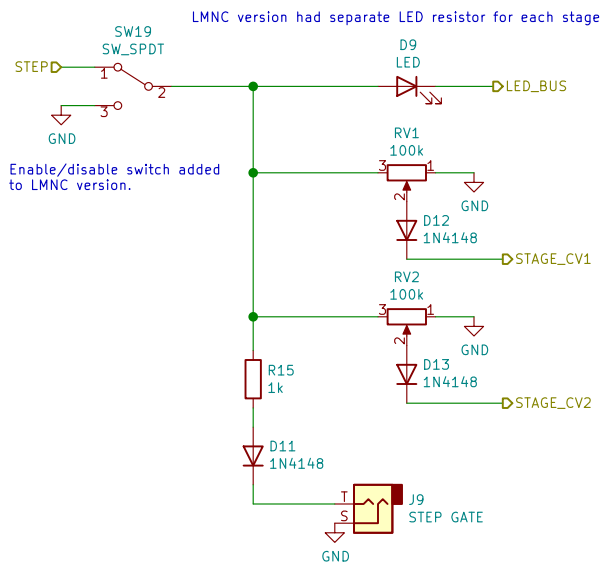 LMNC version had separate LED resistor for each stage
SW19
SW_SPDT
STEP
1
2
3
GND
D9
LED
LED_BUS
Enable/disable switch added
to LMNC version.
RV1
100k
3
1
2
GND
D12
1N4148
STAGE_CV1
RV2
100k
3
1
2
GND
D13
1N4148
STAGE_CV2
R15
1k
D11
1N4148
T
S
J9
STEP GATE
GND